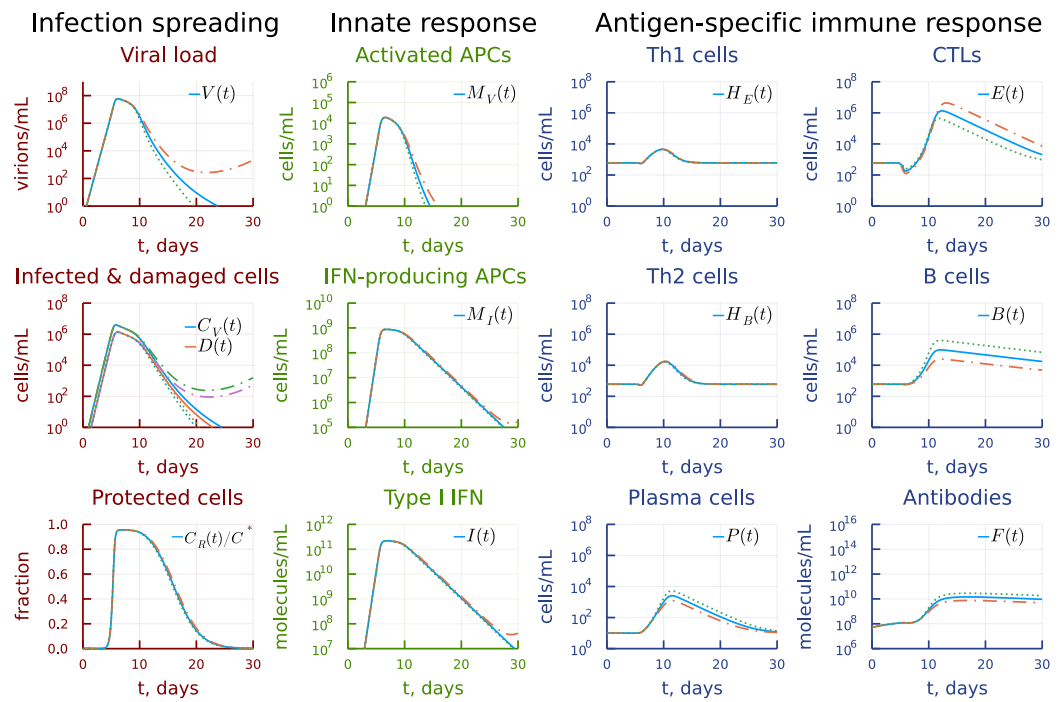 Infection spreading
Innate response
Antigen-specific immune response
Viral load
Activated APCs
Th1 cells
CTLs
virions/mL
10^8
10^6
10^4
10^2
10^0
V(t)
0 10 20 30
t, days
cells/mL
10^6
10^5
10^4
10^3
10^2
10^1
10^0
M_V(t)
0 10 20 30
t, days
cells/mL
10^8
10^6
10^4
10^2
10^0
H_E(t)
0 10 20 30
t, days
cells/mL
10^8
10^6
10^4
10^2
10^0
E(t)
0 10 20 30
t, days
Infected & damaged cells
IFN-producing APCs
Th2 cells
B cells
cells/mL
10^8
10^6
10^4
10^2
10^0
C_V(t)
D(t)
0 10 20 30
t, days
cells/mL
10^10
10^9
10^8
10^7
10^6
10^5
M_I(t)
0 10 20 30
t, days
cells/mL
10^8
10^6
10^4
10^2
10^0
H_B(t)
0 10 20 30
t, days
cells/mL
10^8
10^6
10^4
10^2
10^0
B(t)
0 10 20 30
t, days
Protected cells
Type I IFN
Plasma cells
Antibodies
fraction
1.0
0.8
0.6
0.4
0.2
0.0
C_R(t)/C^*
0 10 20 30
t, days
molecules/mL
10^12
10^11
10^10
10^9
10^8
10^7
I(t)
0 10 20 30
t, days
cells/mL
10^8
10^6
10^4
10^2
10^0
P(t)
0 10 20 30
t, days
molecules/mL
10^16
10^14
10^12
10^10
10^8
10^6
F(t)
0 10 20 30
t, days